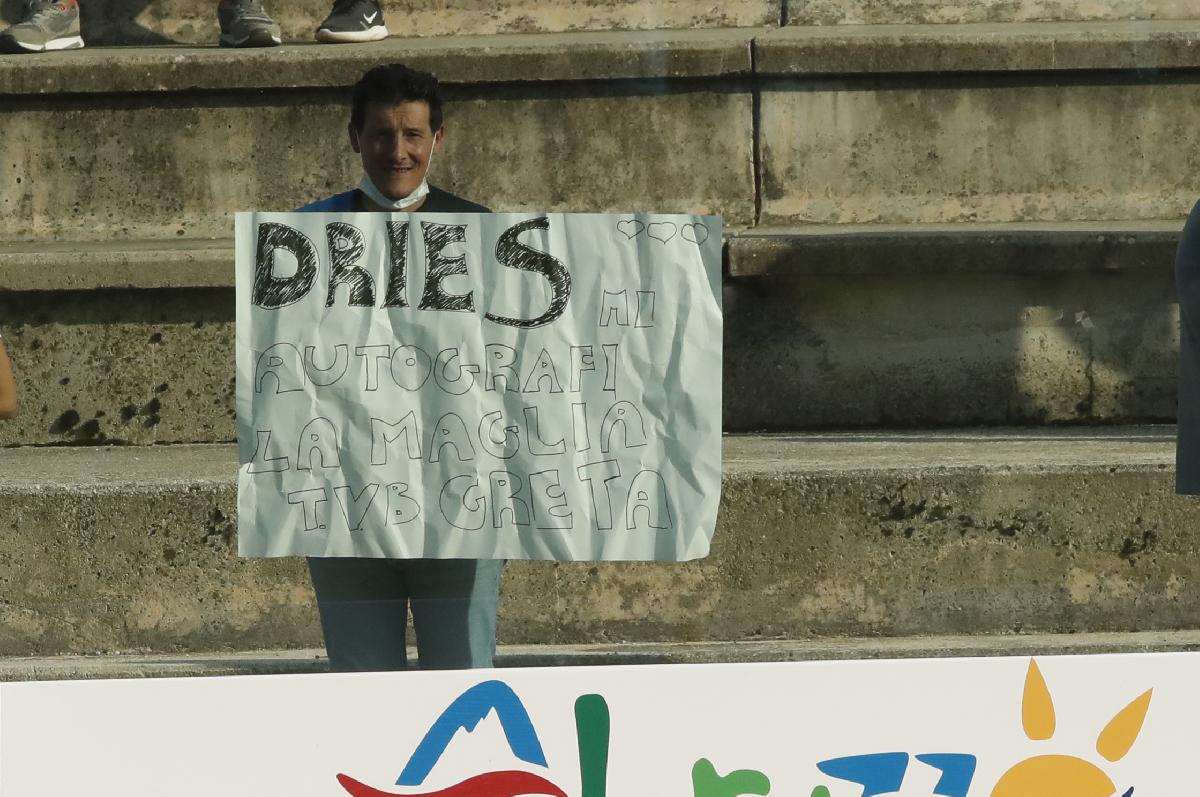 DRIES
MI
AUTOGRAFI
LA MAGLIA
T.V.B GRETA